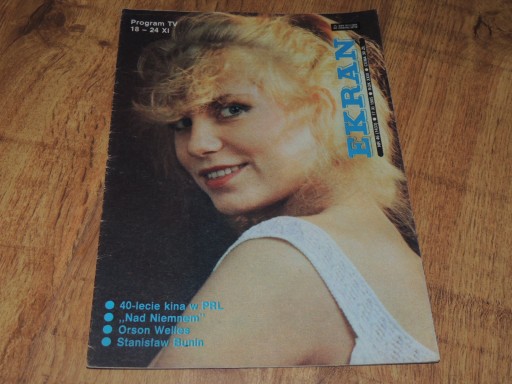 Program TV
18 – 24 XI
EKRAN
● 40-lecie kina w PRL
● „Nad Niemnem”
● Orson Welles
● Stanisław Bunin